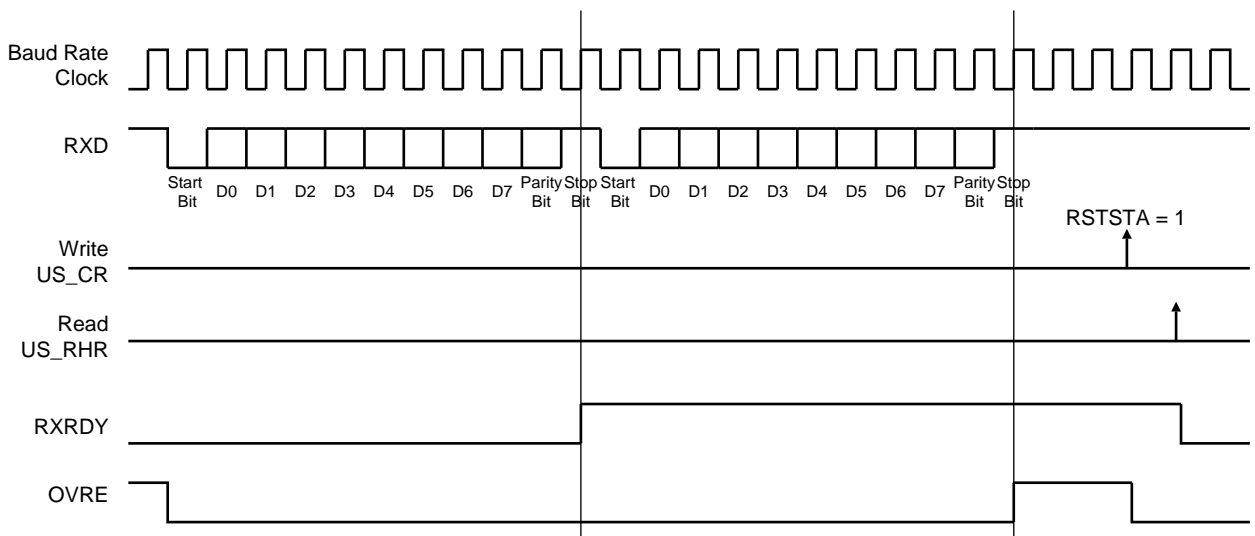 Baud Rate
Clock
RXD
Start
Bit
D0
D1
D2
D3
D4
D5
D6
D7
Parity
Bit
Stop
Bit
Start
Bit
D0
D1
D2
D3
D4
D5
D6
D7
Parity
Bit
Stop
Bit
RSTSTA = 1
Write
US_CR
Read
US_RHR
RXRDY
OVRE